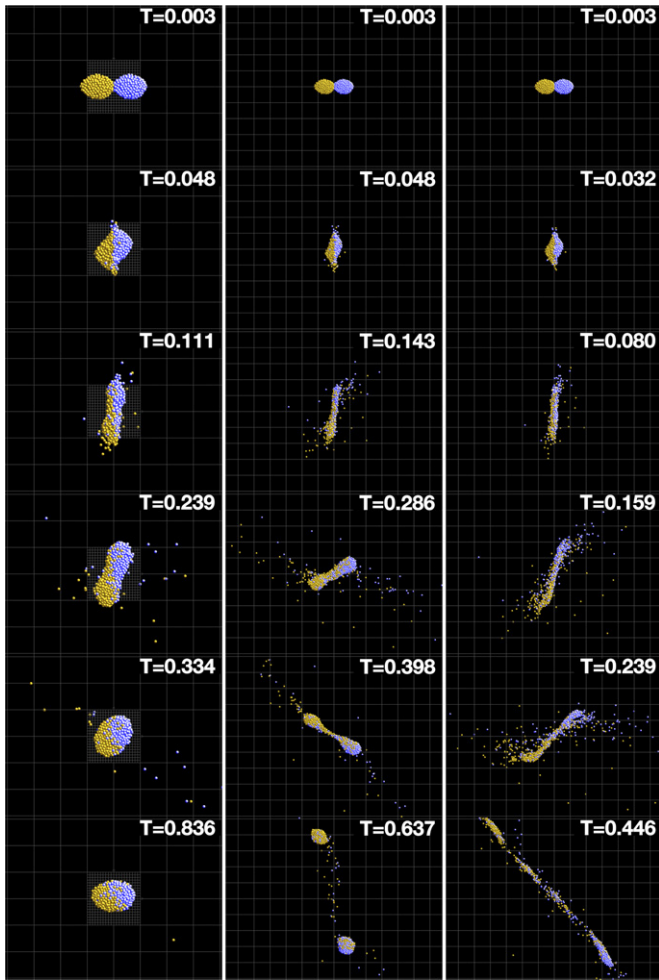 T=0.003 T=0.003 T=0.003
T=0.048 T=0.048 T=0.032
T=0.111 T=0.143 T=0.080
T=0.239 T=0.286 T=0.159
T=0.334 T=0.398 T=0.239
T=0.836 T=0.637 T=0.446